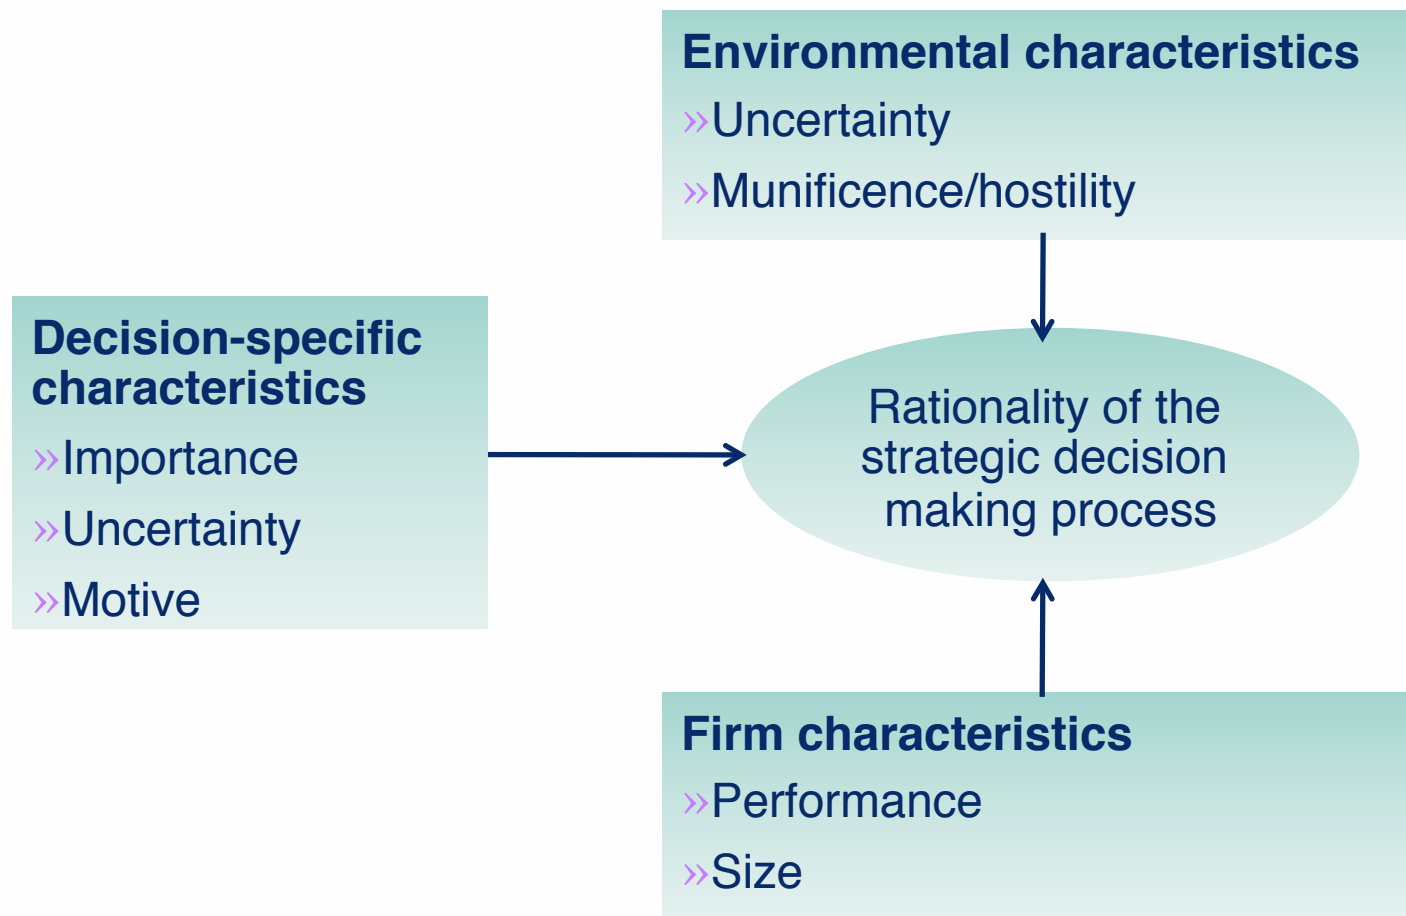 Environmental characteristics
»Uncertainty
»Munificence/hostility
Decision-specific
characteristics
»Importance
»Uncertainty
»Motive
Rationality of the
strategic decision
making process
Firm characteristics
»Performance
»Size